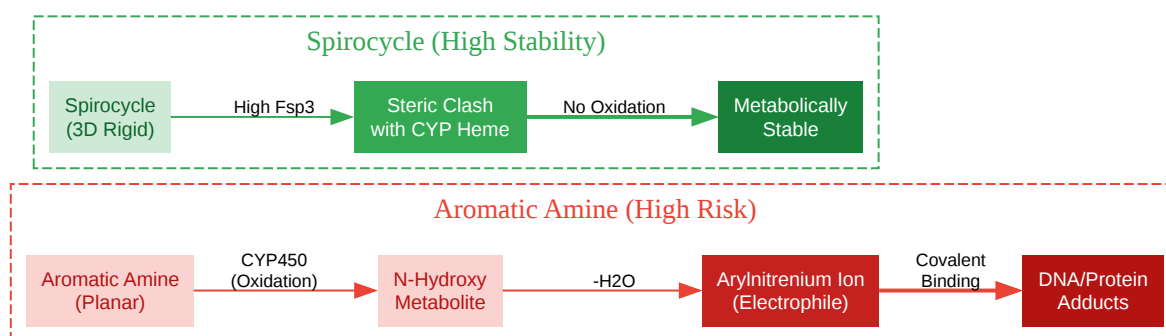 Spirocycle (High Stability)
Spirocycle
(3D Rigid)
High Fsp3
Steric Clash
with CYP Heme
No Oxidation
Metabolically
Stable
Aromatic Amine (High Risk)
Aromatic Amine
(Planar)
CYP450
(Oxidation)
N-Hydroxy
Metabolite
-H2O
Arylnitrenium Ion
(Electrophile)
Covalent
Binding
DNA/Protein
Adducts